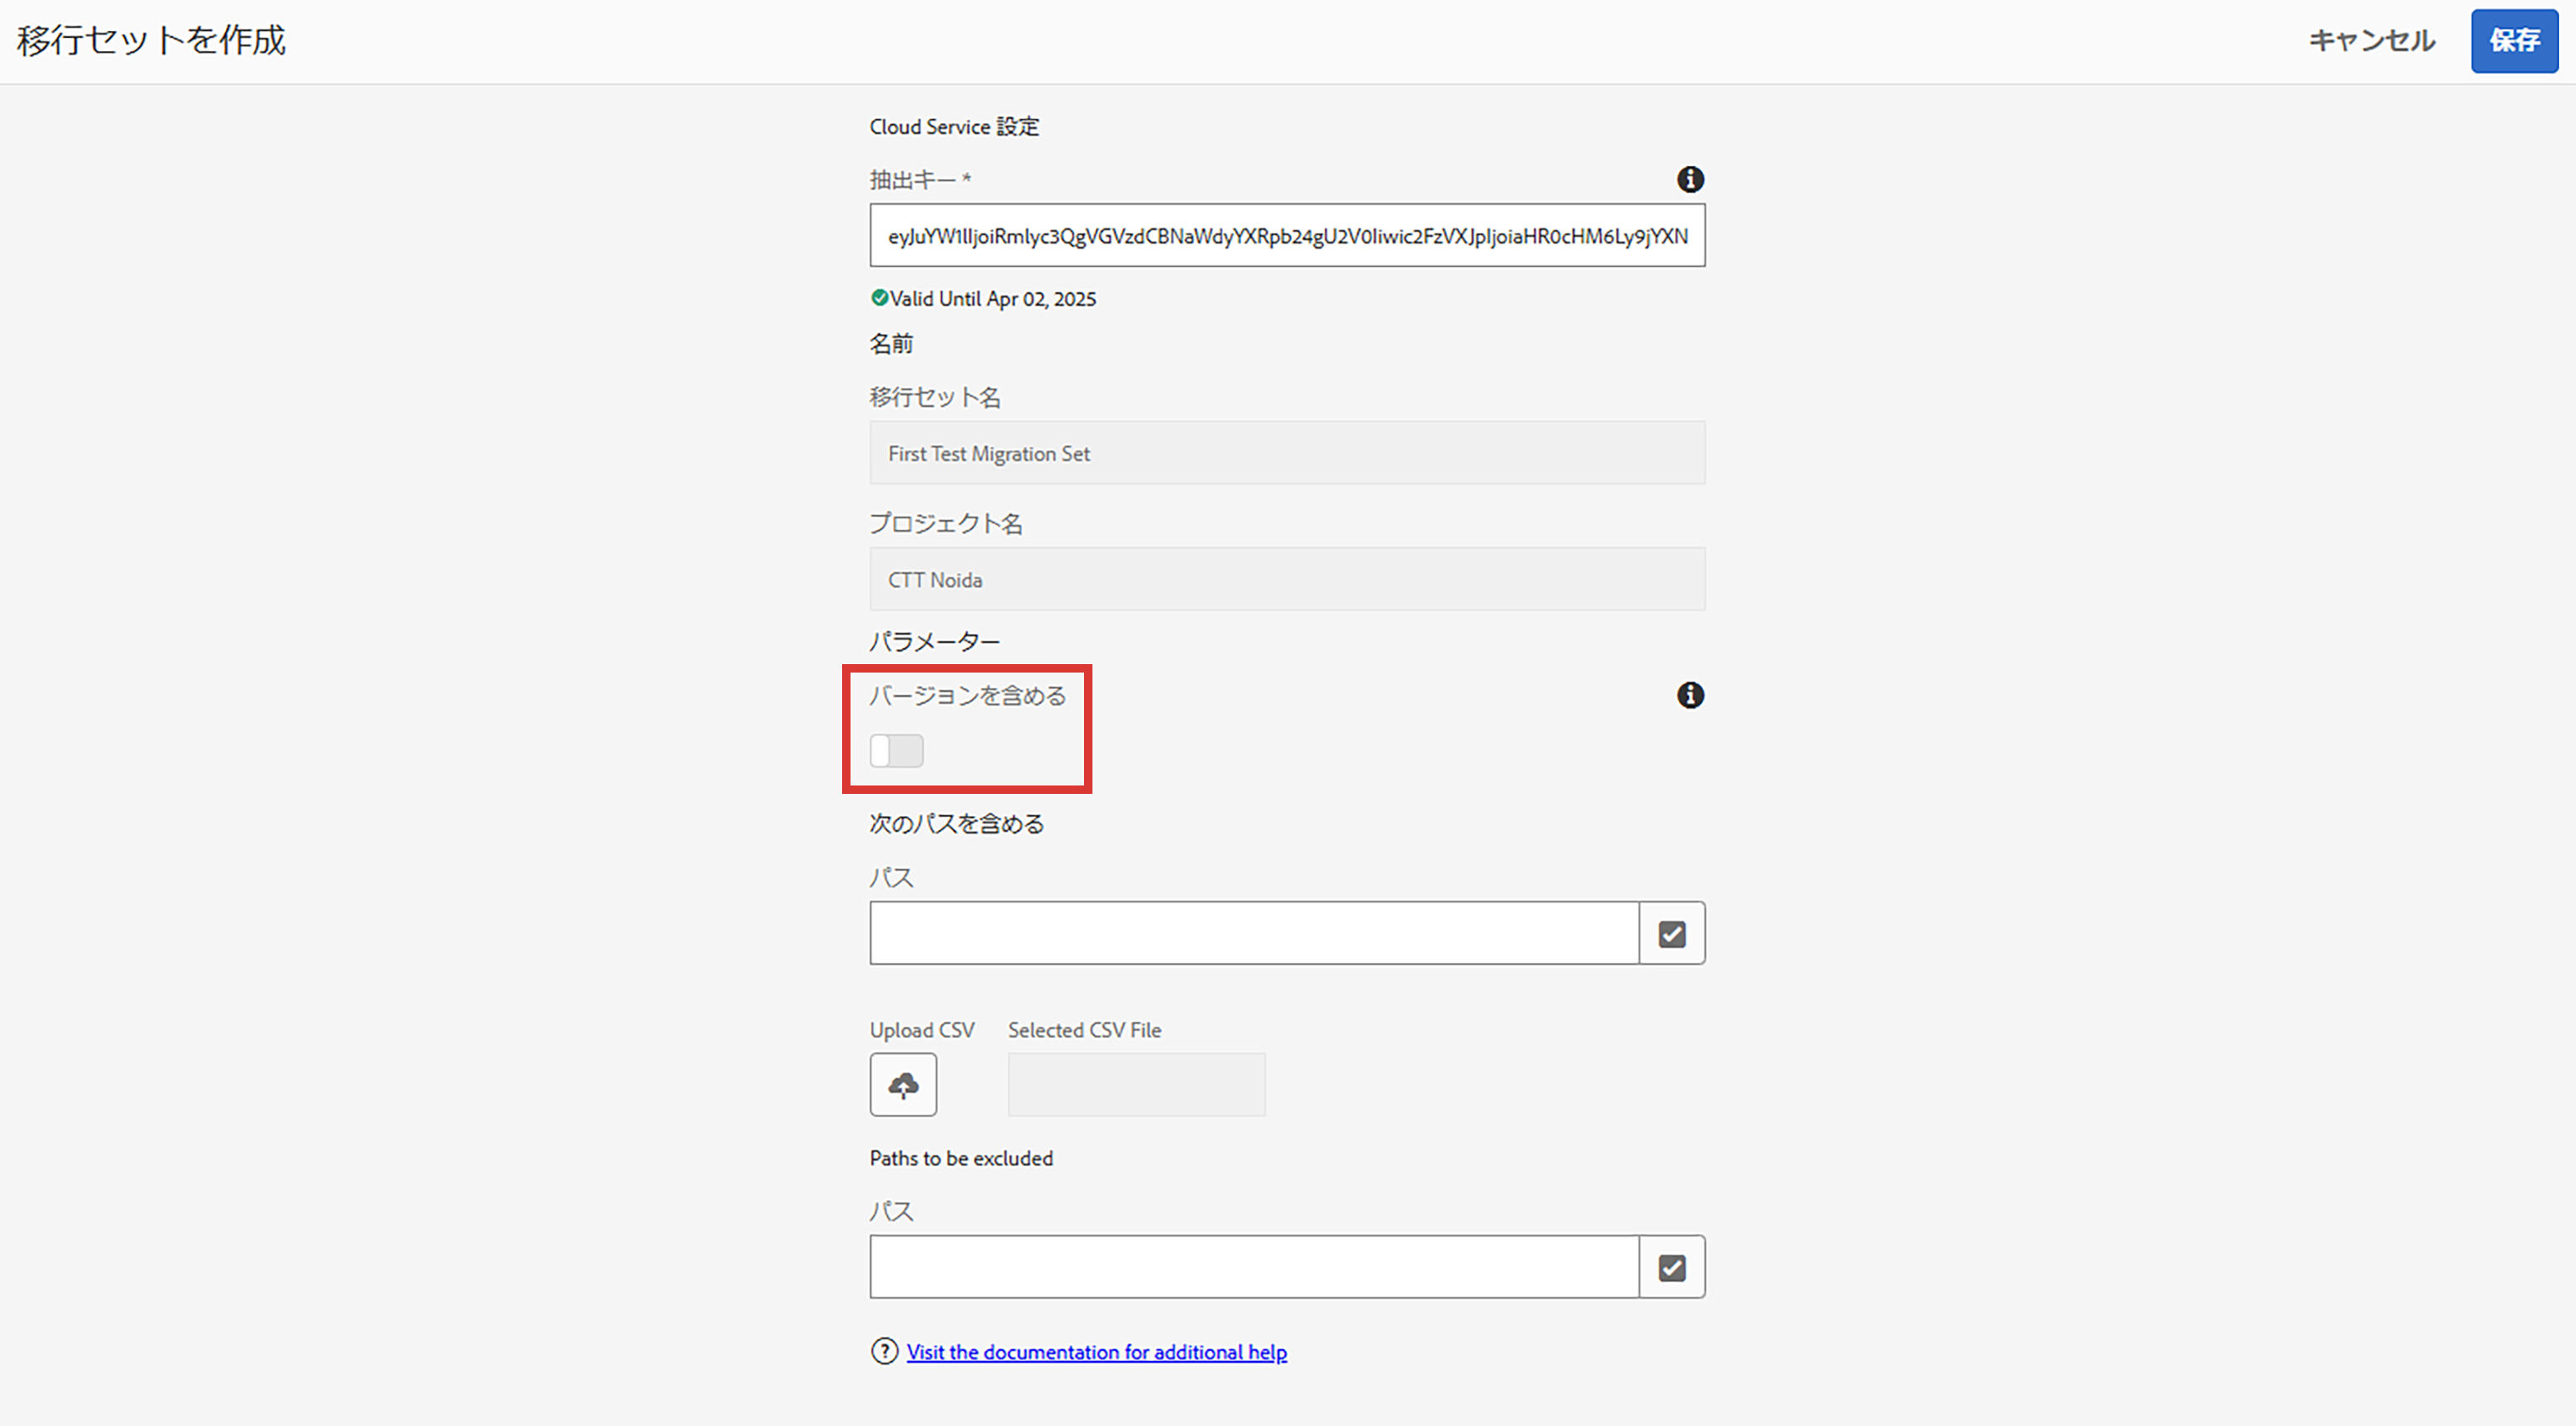 移行セットを作成
キャンセル
保存
Cloud Service 設定
抽出キー *
eyJuYW1lIjoiRmlyc3QgVGVzdCBNaWdyYXRpb24gU2V0Iiwic2FzVXJpIjoiaHR0cHM6Ly9jYXN
Valid Until Apr 02, 2025
名前
移行セット名
First Test Migration Set
プロジェクト名
CTT Noida
パラメーター
バージョンを含める
次のパスを含める
パス
Upload CSV
Selected CSV File
Paths to be excluded
パス
Visit the documentation for additional help